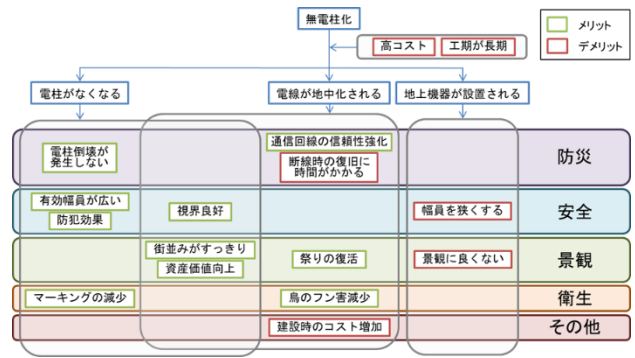 無電柱化
高コスト
工期が長期
メリット
デメリット
電柱がなくなる
電線が地中化される
地上機器が設置される
電柱倒壊が
発生しない
通信回線の信頼性強化
断線時の復旧に
時間がかかる
防災
有効幅員が広い
防犯効果
視界良好
幅員を狭くする
安全
街並みがすっきり
資産価値向上
祭りの復活
景観に良くない
景観
マーキングの減少
鳥のフン害減少
衛生
建設時のコスト増加
その他